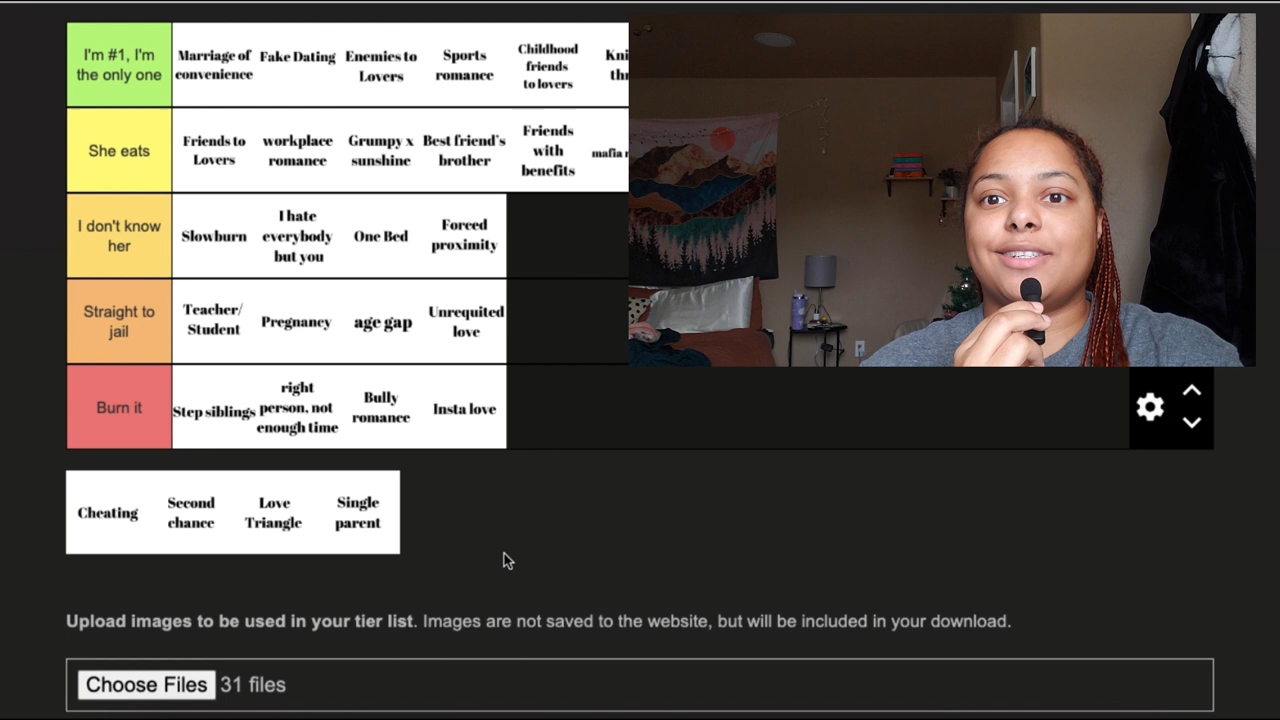 I'm #1, I'm
the only one
Marriage of
convenience
Fake Dating
Enemies to
Lovers
Sports
romance
Childhood
friends
to lovers
She eats
Friends to
Lovers
workplace
romance
Grumpy x
sunshine
Best friend's
brother
Friends
with
benefits
mafia
I don't know
her
Slowburn
I hate
everybody
but you
One Bed
Forced
proximity
Straight to
jail
Teacher/
Student
Pregnancy
age gap
Unrequited
love
Burn it
Step siblings
right
person, not
enough time
Bully
romance
Insta love
Cheating
Second
chance
Love
Triangle
Single
parent
Upload images to be used in your tier list. Images are not saved to the website, but will be included in your download.
Choose Files 31 files